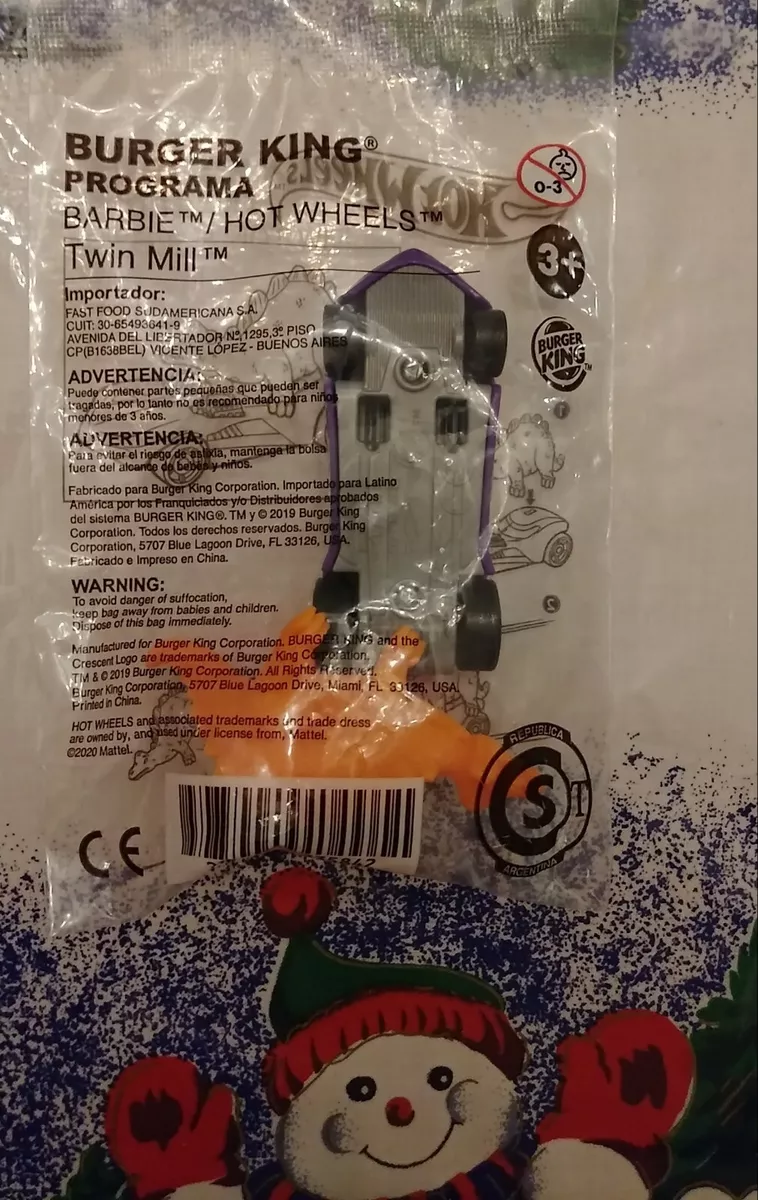 BURGER KING®
PROGRAMA
HOT WHEELS
0-3
BARBIE™/HOT WHEELS™
Twin Mill™
3+
Importador:
FAST FOOD SUDAMERICANA S.A.
CUIT: 30-65493641-9
AVENIDA DEL LIBERTADOR Nº,1295,3º PISO
CP(B1638BEL) VICENTE LÓPEZ - BUENOS AIRES
BURGER
KING™
ADVERTENCIA:
Puede contener partes pequeñas que pueden ser
tragadas, por lo tanto no es recomendado para niños
menores de 3 años.
1
ADVERTENCIA:
Para evitar el riesgo de asfixia, mantenga la bolsa
fuera del alcance de bebés y niños.
Fabricado para Burger King Corporation. Importado para Latino
América por los Franquiciados y/o Distribuidores aprobados
del sistema BURGER KING®. TM y © 2019 Burger King
Corporation. Todos los derechos reservados. Burger King
Corporation, 5707 Blue Lagoon Drive, FL 33126, USA.
Fabricado e Impreso en China.
WARNING:
To avoid danger of suffocation,
keep bag away from babies and children.
Dispose of this bag immediately.
2
Manufactured for Burger King Corporation. BURGER KING and the
Crescent Logo are trademarks of Burger King Corporation.
TM & © 2019 Burger King Corporation. All Rights Reserved.
Burger King Corporation, 5707 Blue Lagoon Drive, Miami, FL 33126, USA.
Printed in China.
HOT WHEELS and associated trademarks and trade dress
are owned by, and used under license from, Mattel.
©2020 Mattel.
REPUBLICA
S T
ARGENTINA
CE